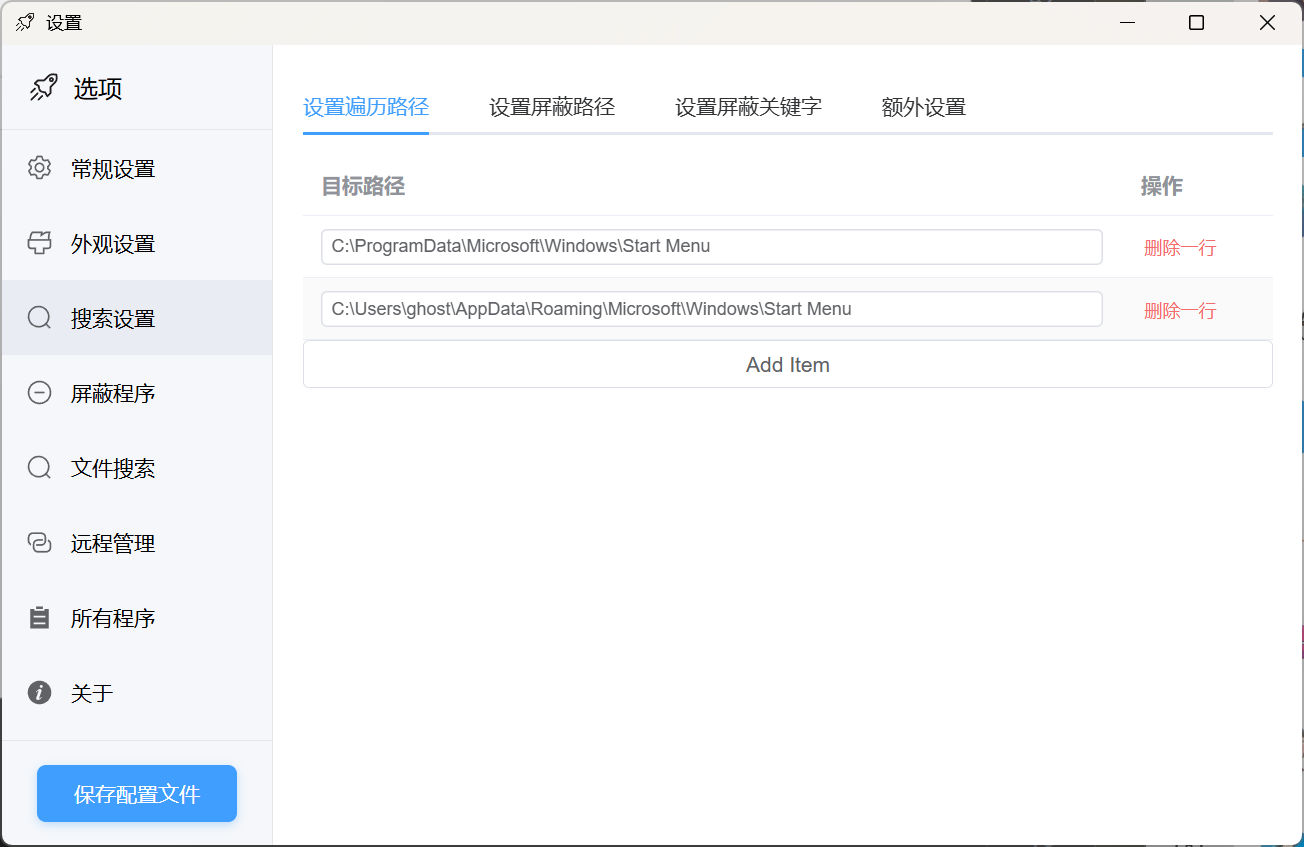 设置
选项
常规设置
外观设置
搜索设置
屏蔽程序
文件搜索
远程管理
所有程序
关于
保存配置文件
设置遍历路径 设置屏蔽路径 设置屏蔽关键字 额外设置
目标路径 操作
C:\ProgramData\Microsoft\Windows\Start Menu 删除一行
C:\Users\ghost\AppData\Roaming\Microsoft\Windows\Start Menu 删除一行
Add Item